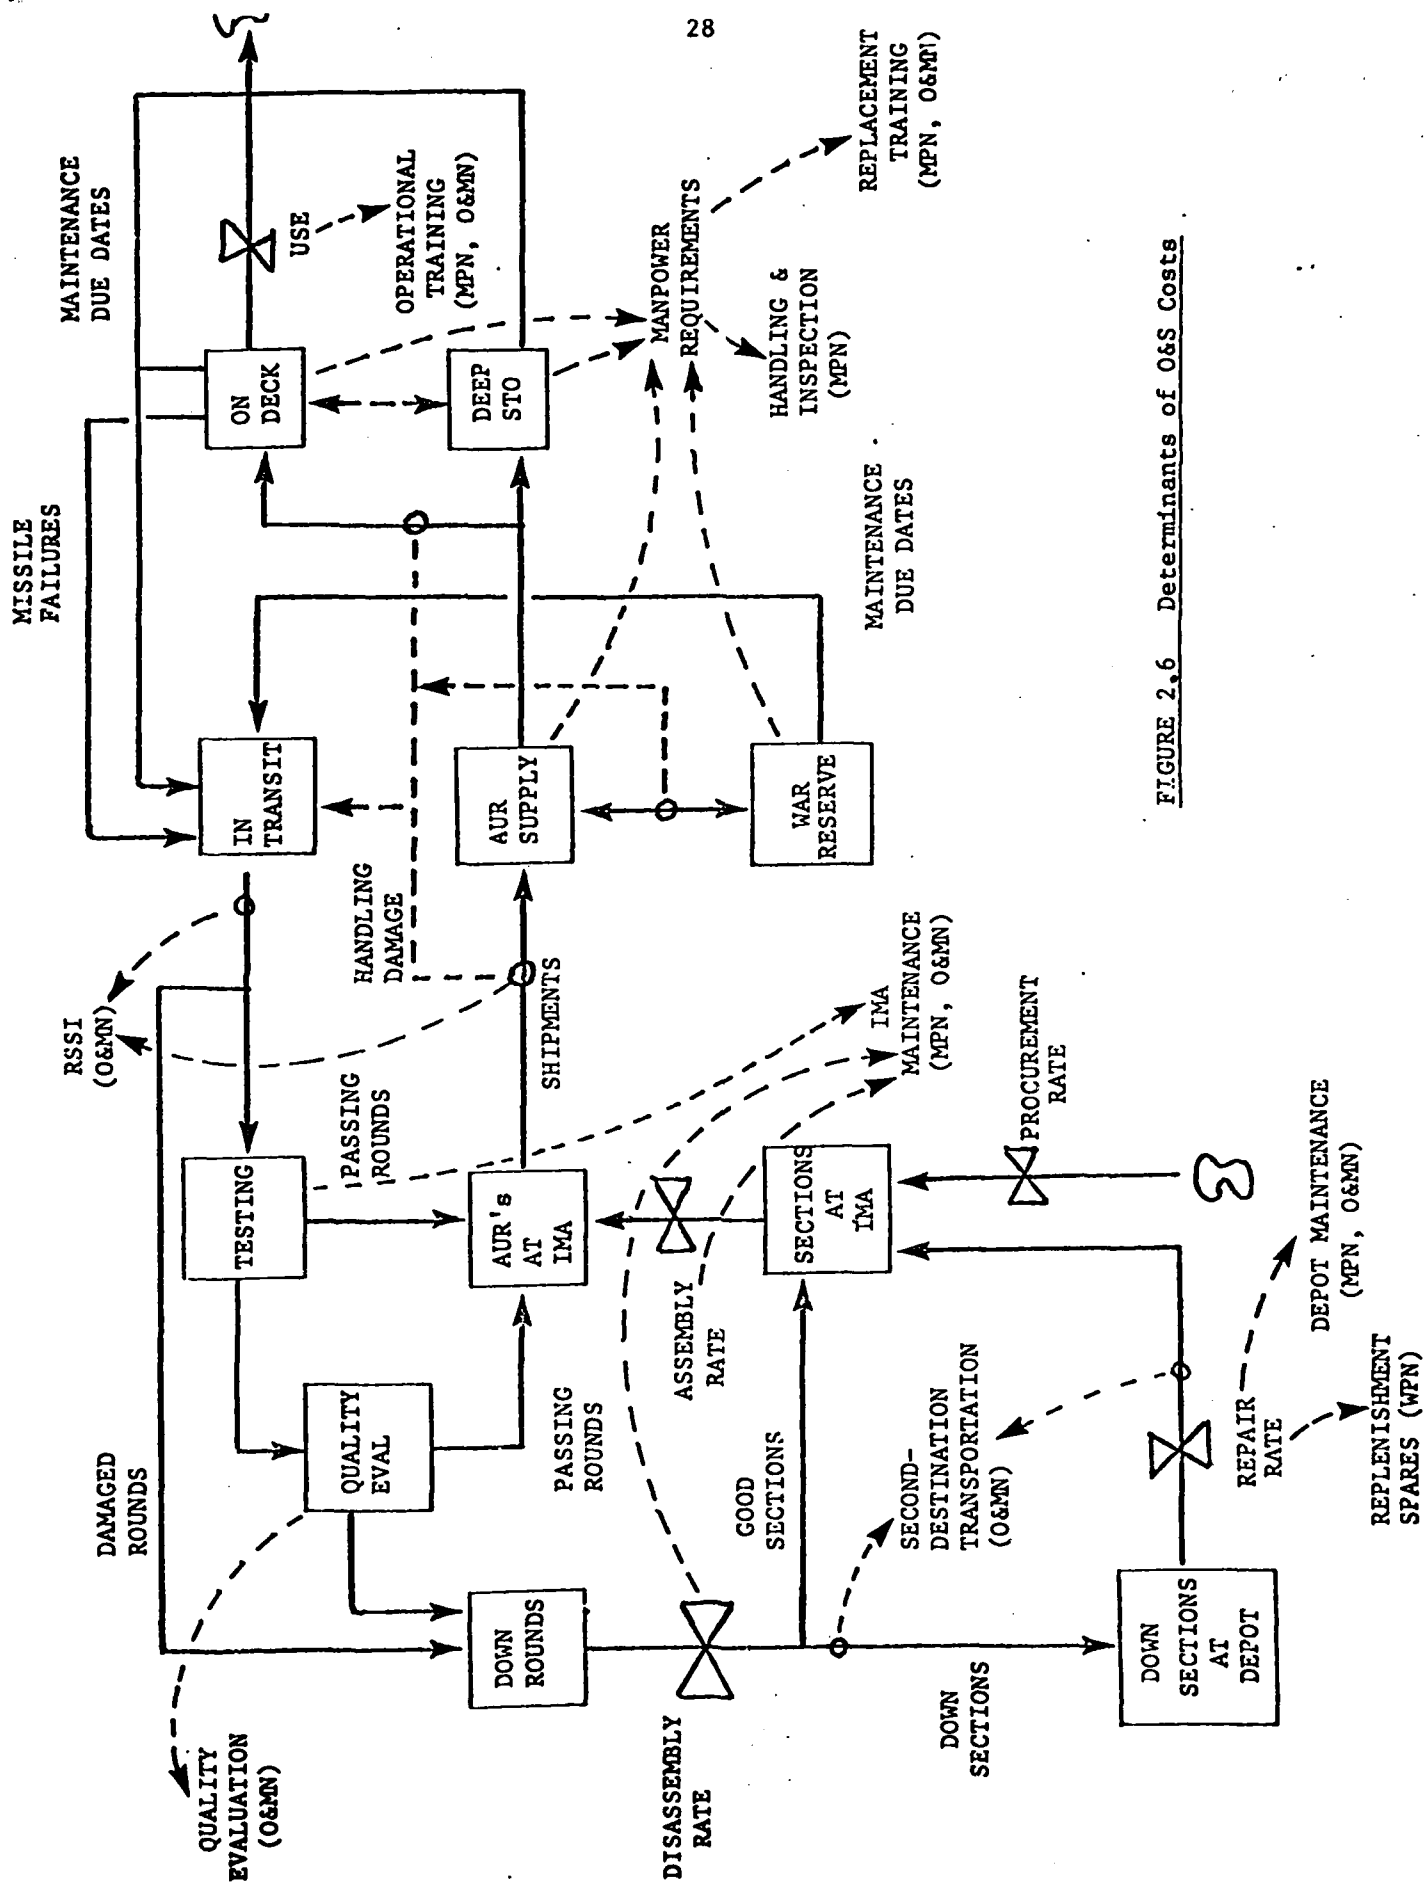 28
MISSILE
FAILURES
MAINTENANCE
DUE DATES
ON
DECK
USE
OPERATIONAL
TRAINING
(MPN, O&MN)
DEEP
STO
MANPOWER
REQUIREMENTS
REPLACEMENT
TRAINING
(MPN, O&MN)
HANDLING &
INSPECTION
(MPN)
MAINTENANCE
DUE DATES
IN
TRANSIT
AUR
SUPPLY
WAR
RESERVE
HANDLING
DAMAGE
RSSI
(O&MN)
SHIPMENTS
TESTING
PASSING
ROUNDS
AUR's
AT
IMA
IMA
MAINTENANCE
(MPN, O&MN)
SECTIONS
AT
IMA
PROCUREMENT
RATE
ASSEMBLY
RATE
DAMAGED
ROUNDS
QUALITY
EVAL
PASSING
ROUNDS
GOOD
SECTIONS
SECOND-
DESTINATION
TRANSPORTATION
(O&MN)
REPAIR
RATE
DEPOT MAINTENANCE
(MPN, O&MN)
REPLENISHMENT
SPARES (WPN)
QUALITY
EVALUATION
(O&MN)
DOWN
ROUNDS
DISASSEMBLY
RATE
DOWN
SECTIONS
DOWN
SECTIONS
AT
DEPOT
FIGURE 2.6 Determinants of O&S Costs